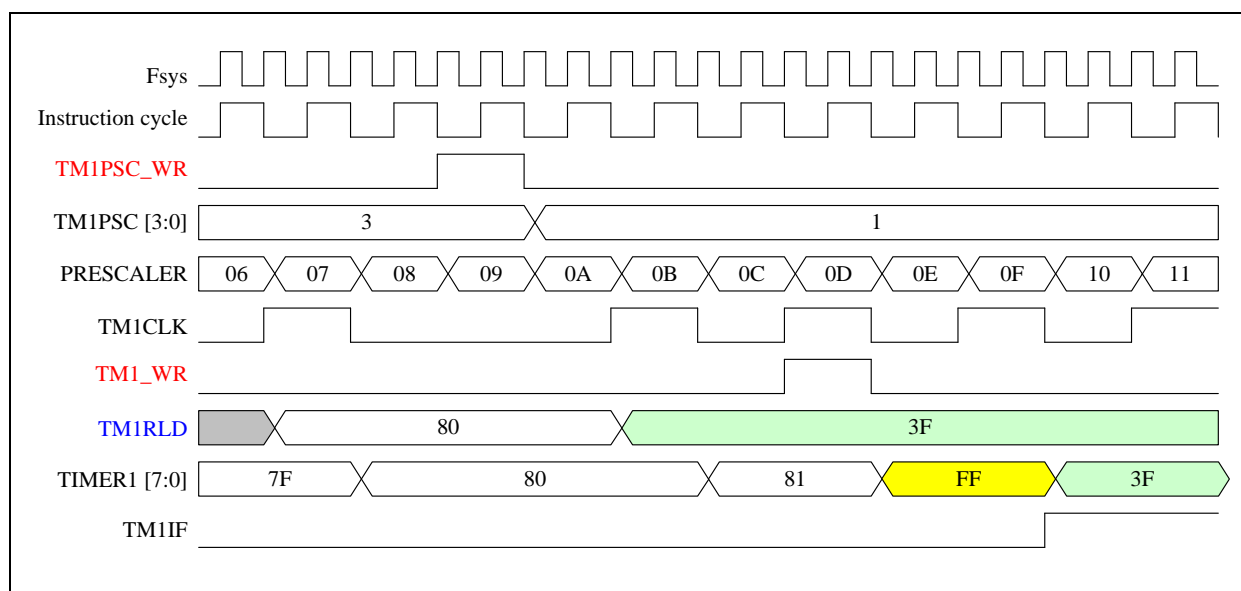 Fsys
Instruction cycle
TM1PSC_WR
TM1PSC [3:0] 3 1
PRESCALER 06 07 08 09 0A 0B 0C 0D 0E 0F 10 11
TM1CLK
TM1_WR
TM1RLD 80 3F
TIMER1 [7:0] 7F 80 81 FF 3F
TM1IF